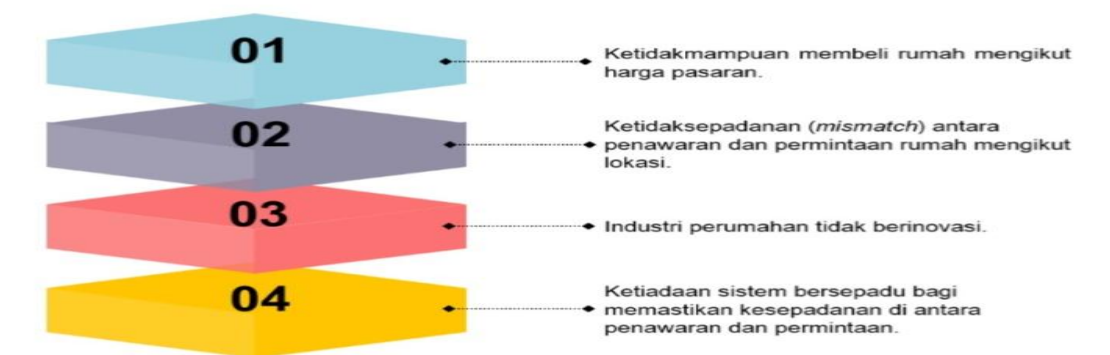 01
Ketidakmampuan membeli rumah mengikut
harga pasaran.
02
Ketidaksepadanan (mismatch) antara
penawaran dan permintaan rumah mengikut
lokasi.
03
Industri perumahan tidak berinovasi.
04
Ketiadaan sistem bersepadu bagi
memastikan kesepadanan di antara
penawaran dan permintaan.